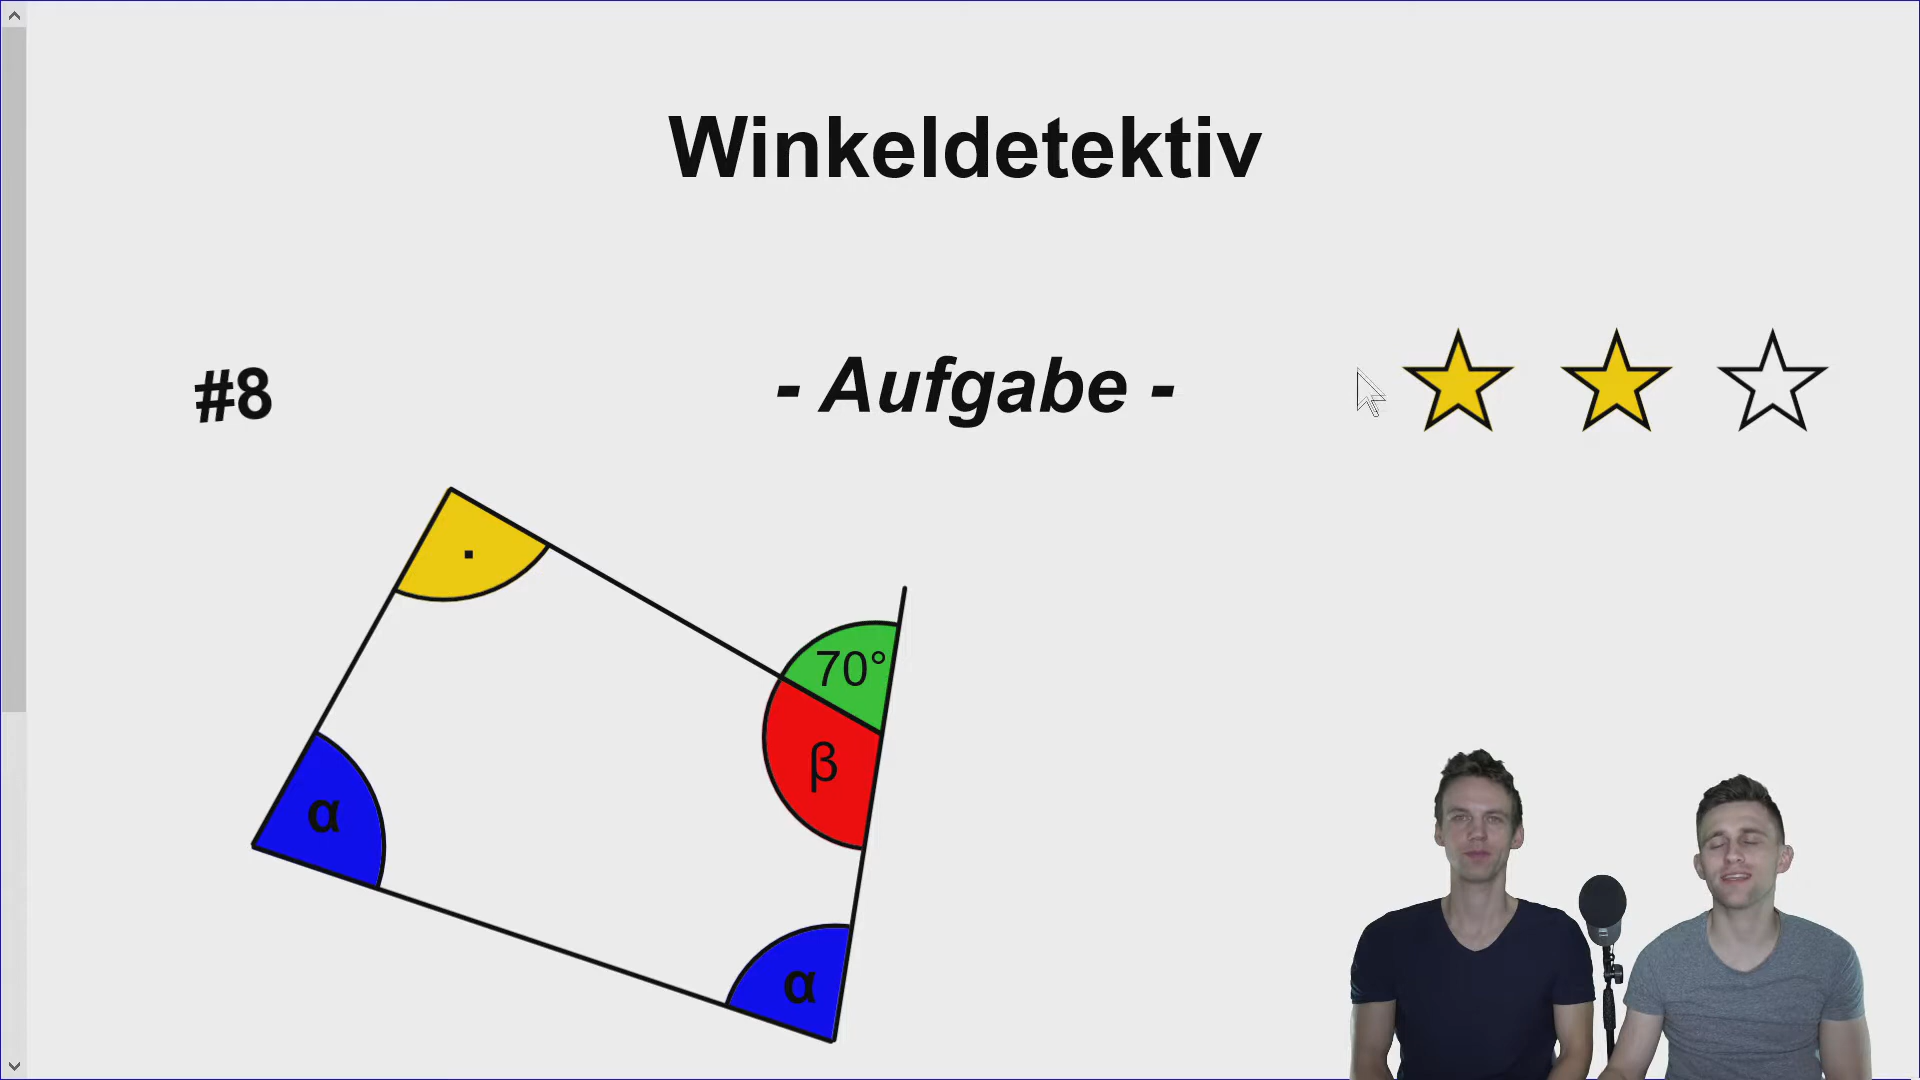 Winkeldetektiv
#8
- Aufgabe -
.
70°
β
α
α